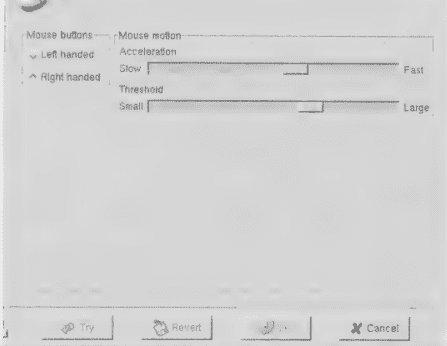 Mouse buttons
Left handed
Right handed
Mouse motion
Acceleration
Slow Fast
Threshold
Small Large
Try Revert Cancel